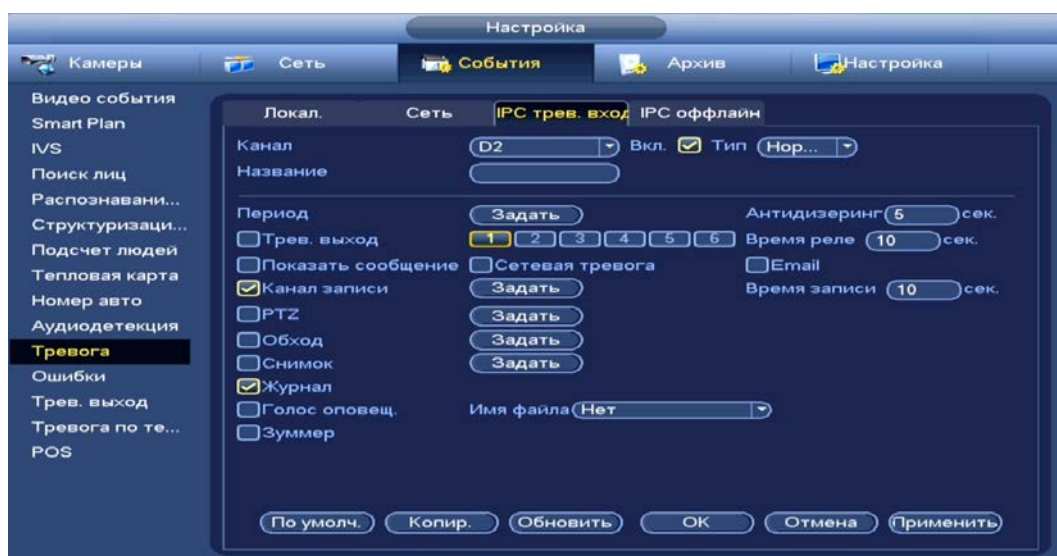 Настройка
Камеры Сеть События Архив Настройка
Видео события
Smart Plan
IVS
Поиск лиц
Распознавани...
Структуризаци...
Подсчет людей
Тепловая карта
Номер авто
Аудиодетекция
Тревога
Ошибки
Трев. выход
Тревога по те...
POS
Локал. Сеть IPC трев. вход IPC оффлайн
Канал D2 Вкл. Тип Нор...
Название
Период Задать Антидизеринг 5 сек.
Трев. выход 1 2 3 4 5 6 Время реле 10 сек.
Показать сообщение Сетевая тревога Email
Канал записи Задать Время записи 10 сек.
PTZ Задать
Обход Задать
Снимок Задать
Журнал
Голос оповещ. Имя файла Нет
Зуммер
По умолч. Копир. Обновить OK Отмена Применить